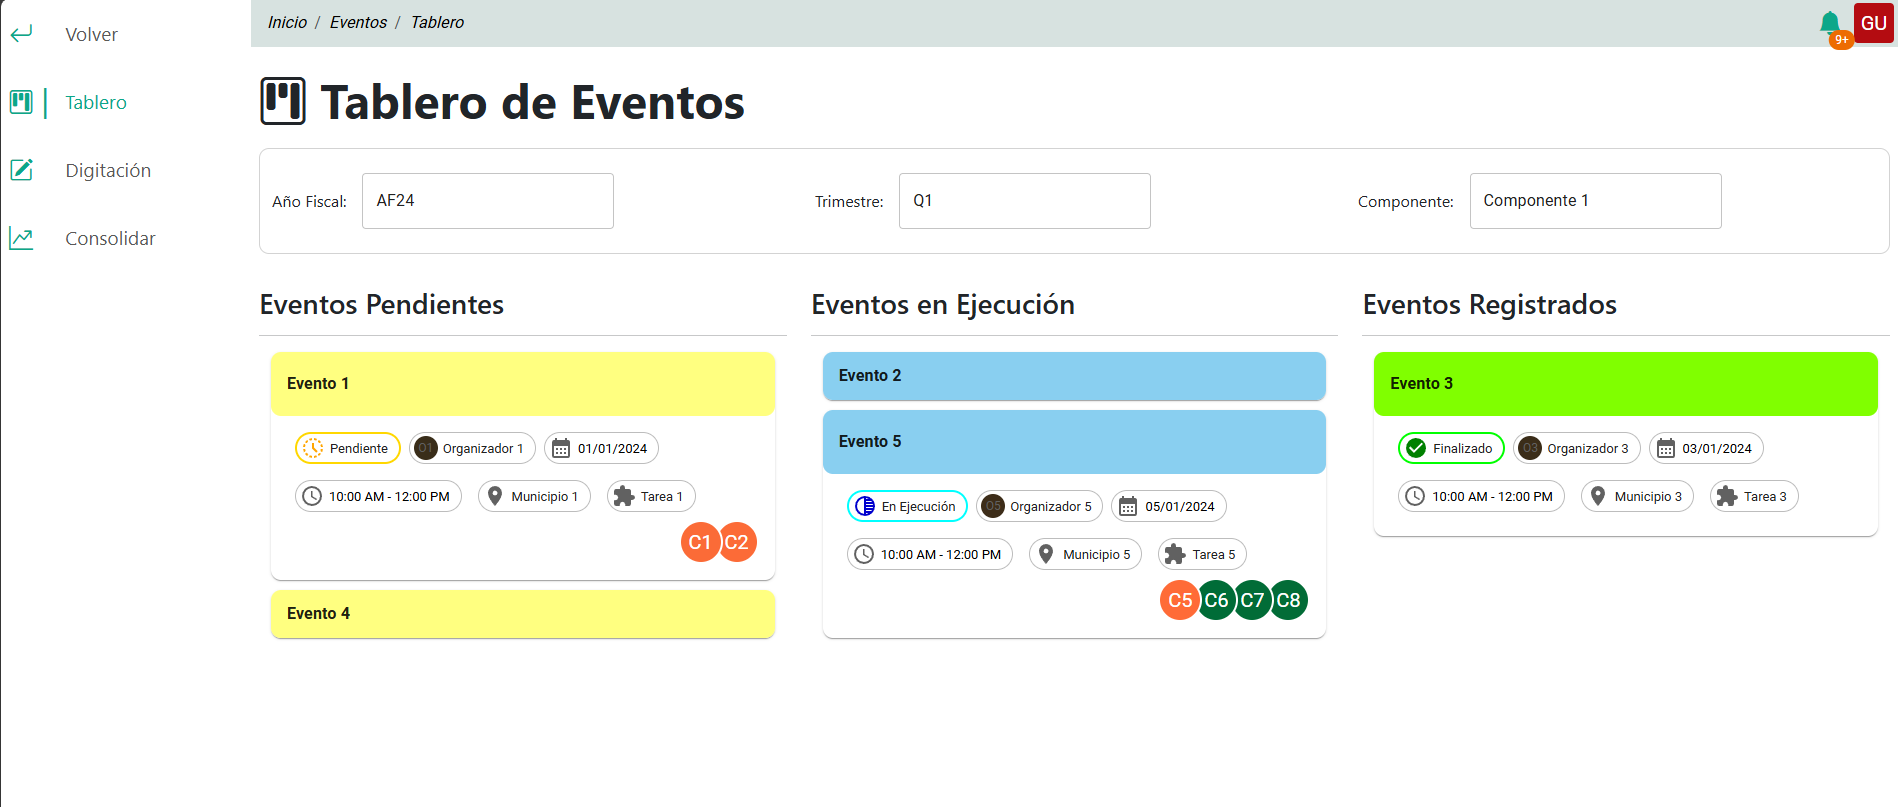 Volver
Tablero
Digitación
Consolidar
Inicio / Eventos / Tablero
9+
GU
Tablero de Eventos
Año Fiscal: AF24
Trimestre: Q1
Componente: Componente 1
Eventos Pendientes
Evento 1
Pendiente
O1 Organizador 1
01/01/2024
10:00 AM - 12:00 PM
Municipio 1
Tarea 1
C1 C2
Evento 4
Eventos en Ejecución
Evento 2
Evento 5
En Ejecución
O5 Organizador 5
05/01/2024
10:00 AM - 12:00 PM
Municipio 5
Tarea 5
C5 C6 C7 C8
Eventos Registrados
Evento 3
Finalizado
O3 Organizador 3
03/01/2024
10:00 AM - 12:00 PM
Municipio 3
Tarea 3